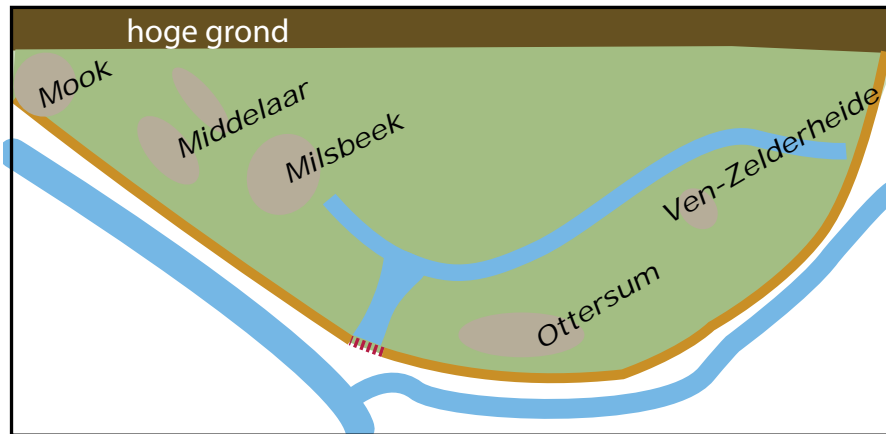 hoge grond
Mook
Middelaar
Milsbeek
Ven-Zelderheide
Ottersum